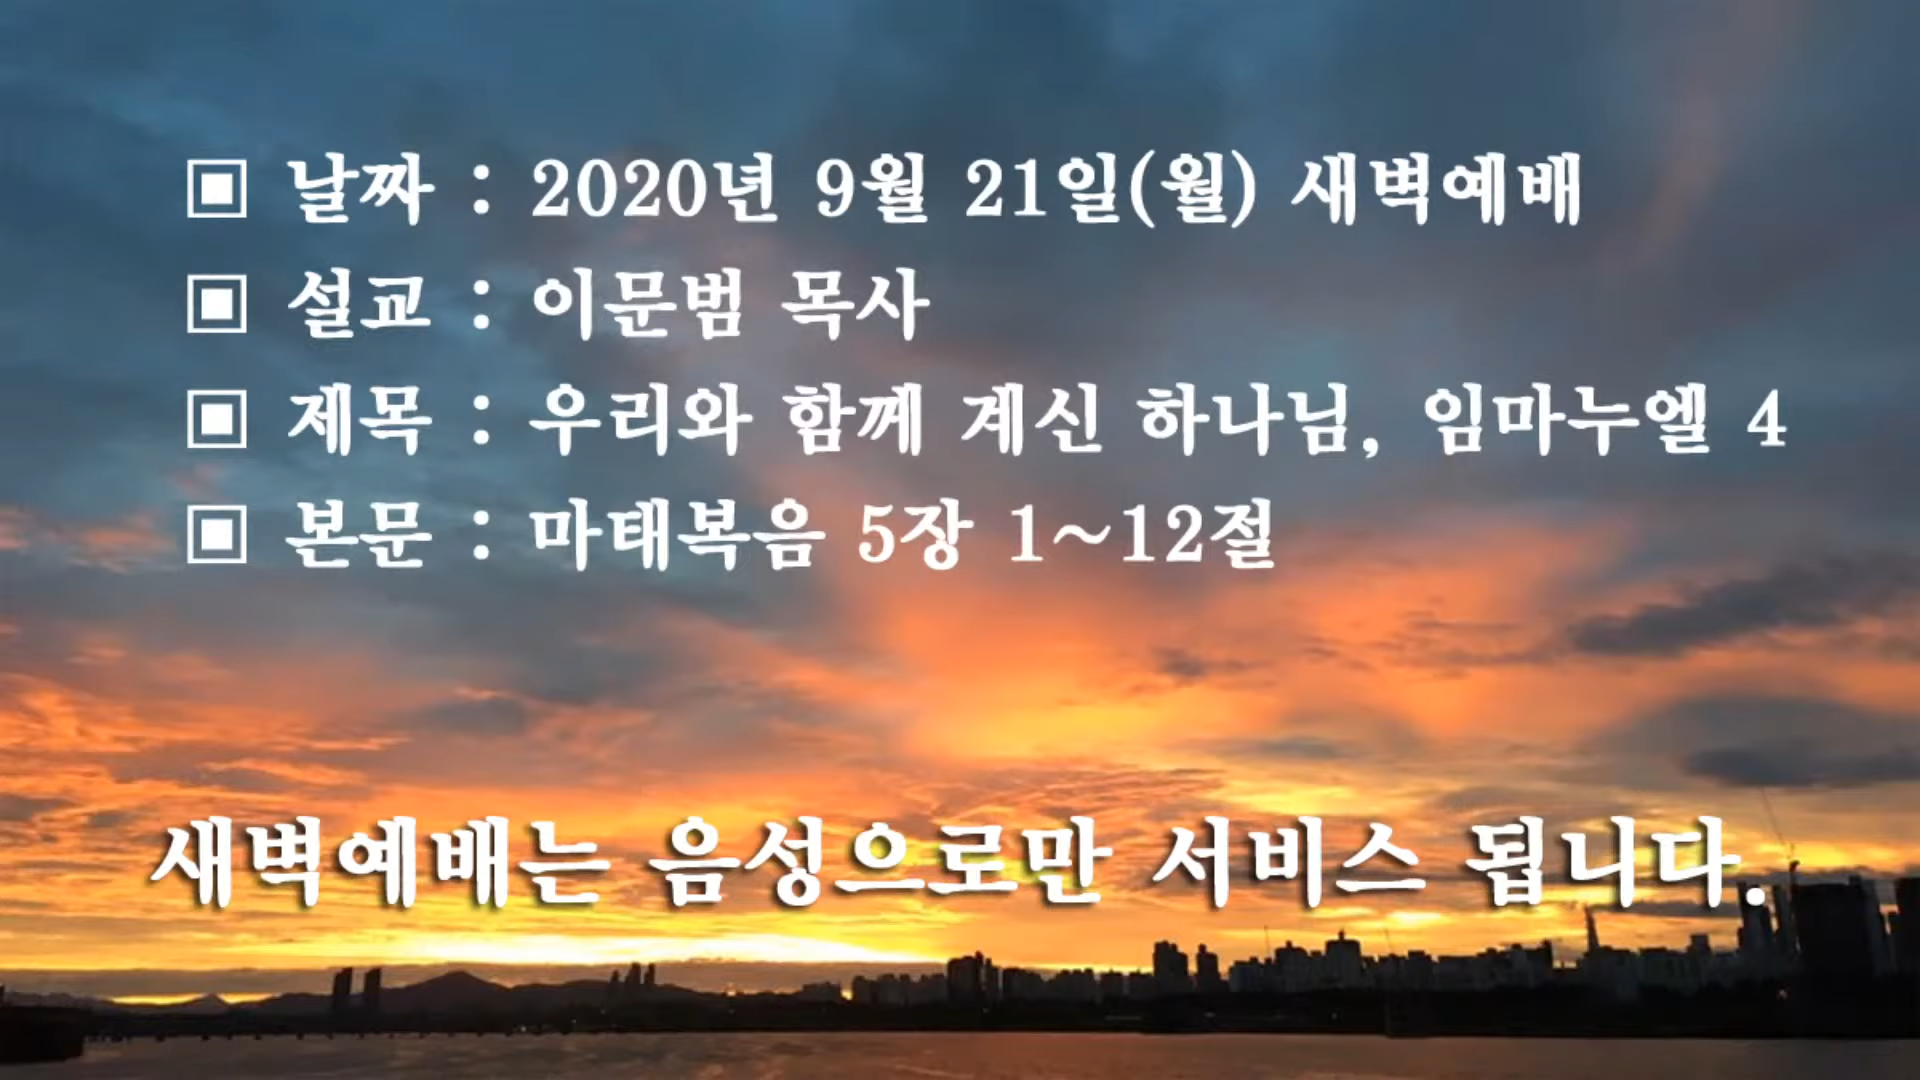 ▣ 날짜 : 2020년 9월 21일(월) 새벽예배
▣ 설교 : 이문범 목사
▣ 제목 : 우리와 함께 계신 하나님, 임마누엘 4
▣ 본문 : 마태복음 5장 1~12절
새벽예배는 음성으로만 서비스 됩니다.